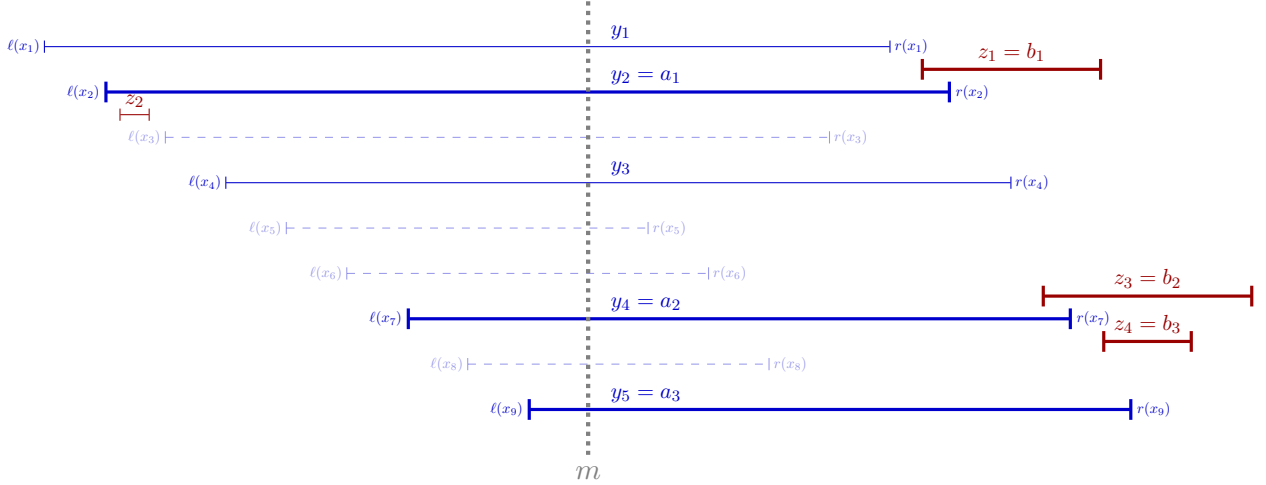 y₁
ℓ(x₁) r(x₁)
z₁ = b₁
y₂ = a₁
ℓ(x₂) r(x₂)
z₂
ℓ(x₃) r(x₃)
y₃
ℓ(x₄) r(x₄)
ℓ(x₅) r(x₅)
ℓ(x₆) r(x₆)
z₃ = b₂
y₄ = a₂
ℓ(x₇) r(x₇)
z₄ = b₃
ℓ(x₈) r(x₈)
y₅ = a₃
ℓ(x₉) r(x₉)
m